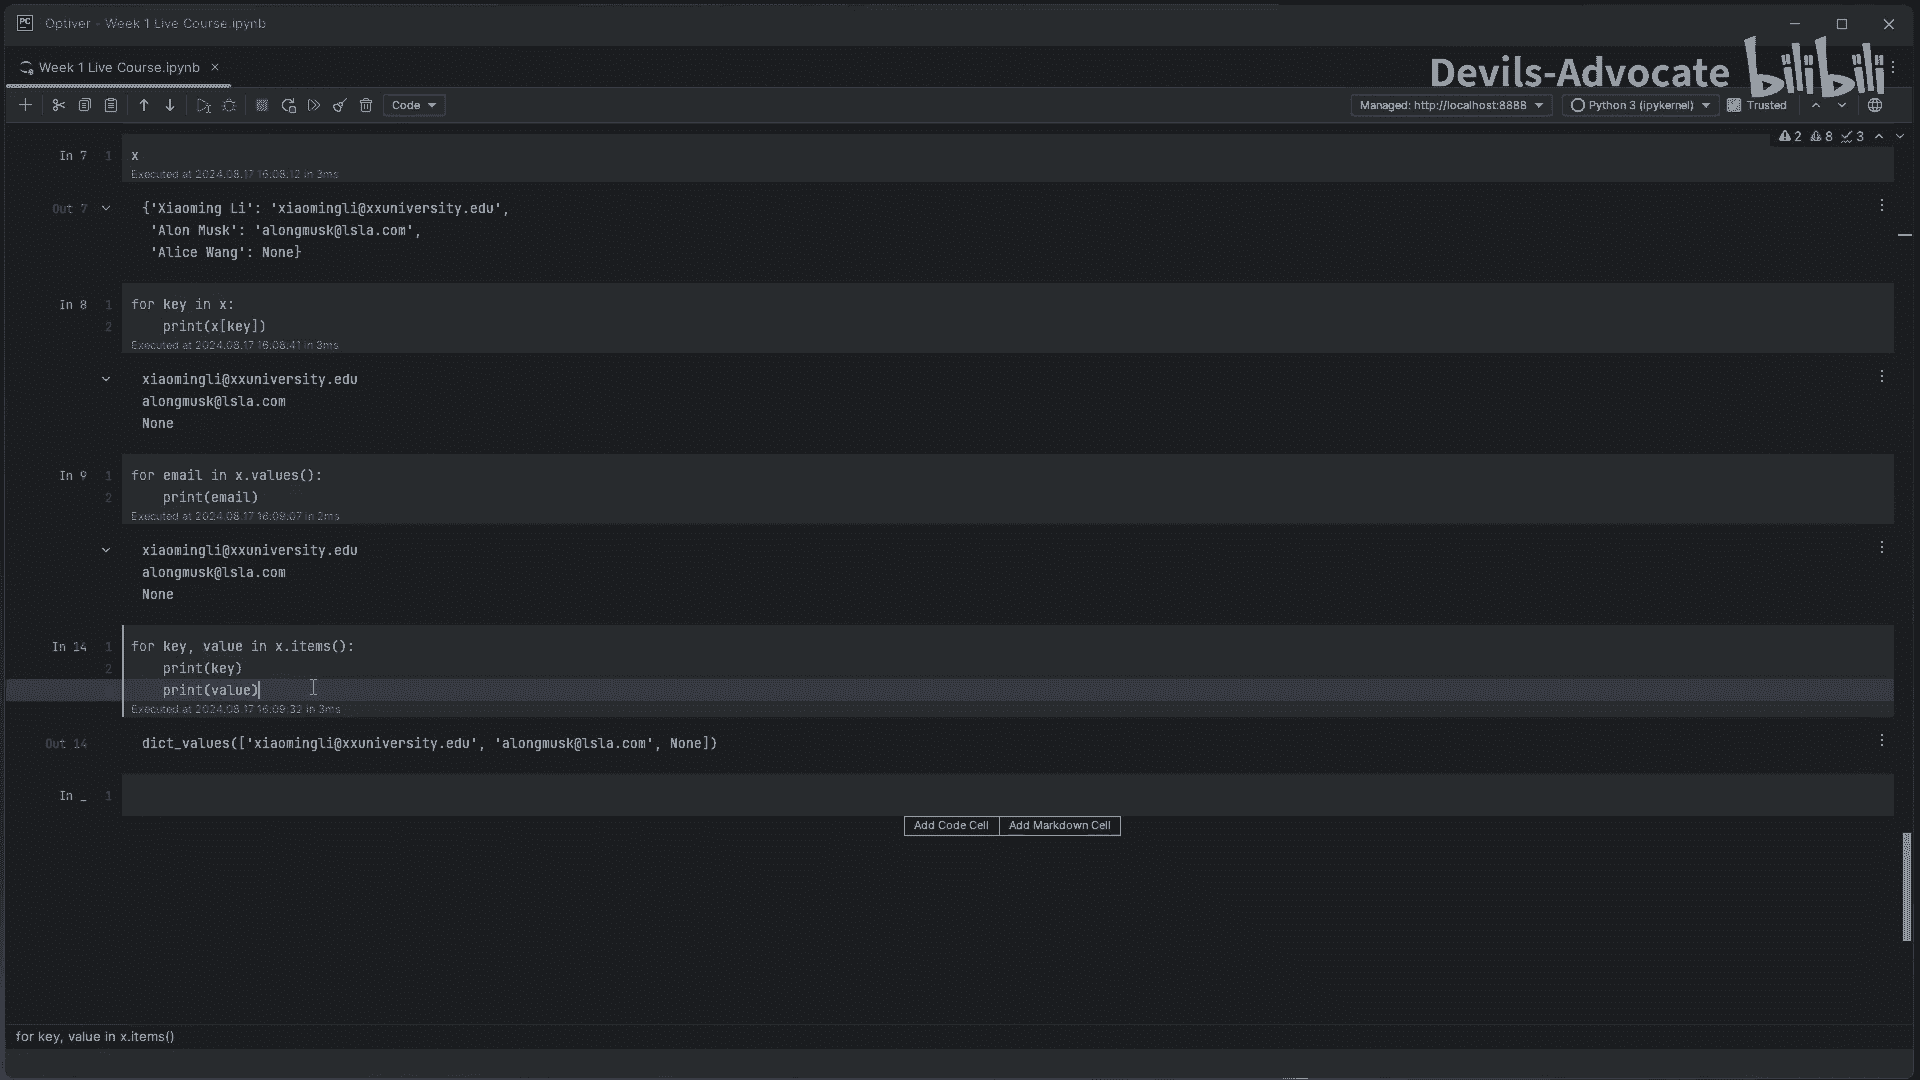 PC Optiver - Week 1 Live Course.ipynb
Week 1 Live Course.ipynb
Devils-Advocate bilibili
Code
Managed: http://localhost:8888
Python 3 (ipykernel)
Trusted
2 8 3
In 7 1 x
Executed at 2024.08.17 16:08:12 in 3ms
Out 7 {'Xiaoming Li': 'xiaomingli@xxuniversity.edu',
'Alon Musk': 'alongmusk@lsla.com',
'Alice Wang': None}
In 8 1 for key in x:
2 print(x[key])
Executed at 2024.08.17 16:08:41 in 3ms
xiaomingli@xxuniversity.edu
alongmusk@lsla.com
None
In 9 1 for email in x.values():
2 print(email)
Executed at 2024.08.17 16:09:07 in 2ms
xiaomingli@xxuniversity.edu
alongmusk@lsla.com
None
In 14 1 for key, value in x.items():
2 print(key)
print(value)
Executed at 2024.08.17 16:09:32 in 3ms
Out 14 dict_values(['xiaomingli@xxuniversity.edu', 'alongmusk@lsla.com', None])
In _ 1
Add Code Cell Add Markdown Cell
for key, value in x.items()